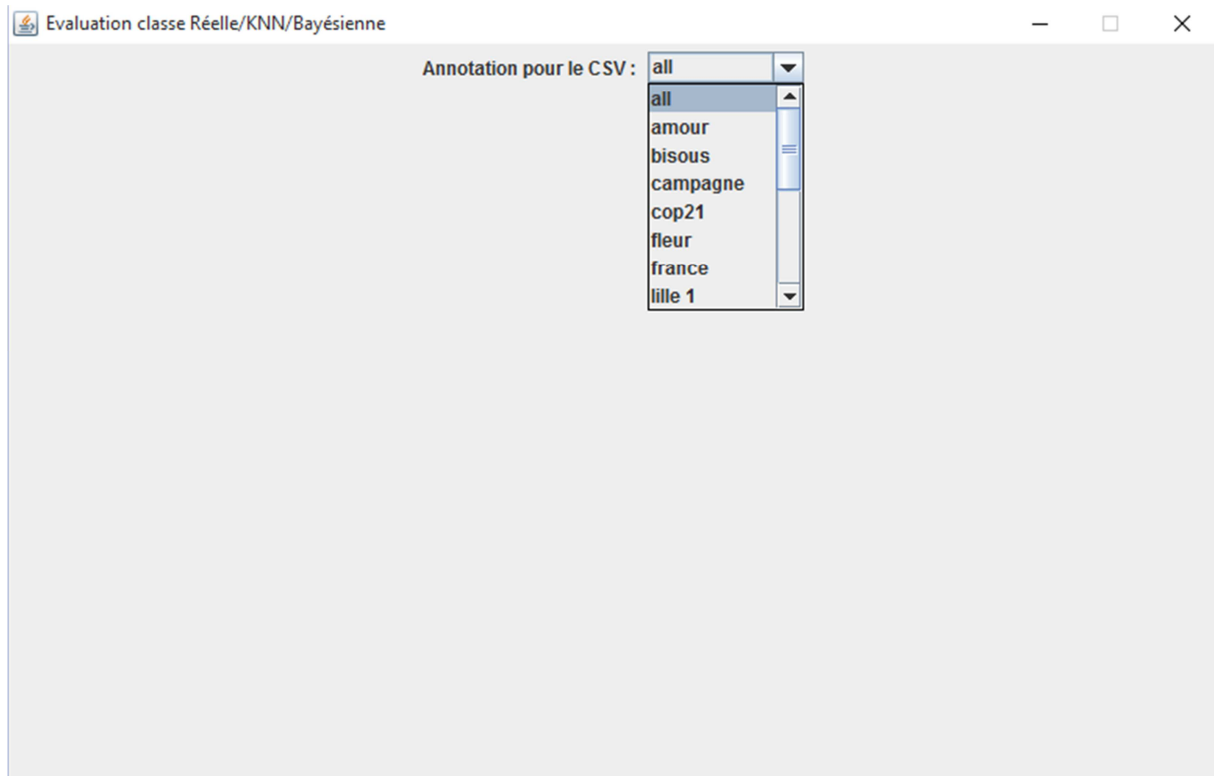 Evaluation classe Réelle/KNN/Bayésienne
Annotation pour le CSV : all
all
amour
bisous
campagne
cop21
fleur
france
lille 1